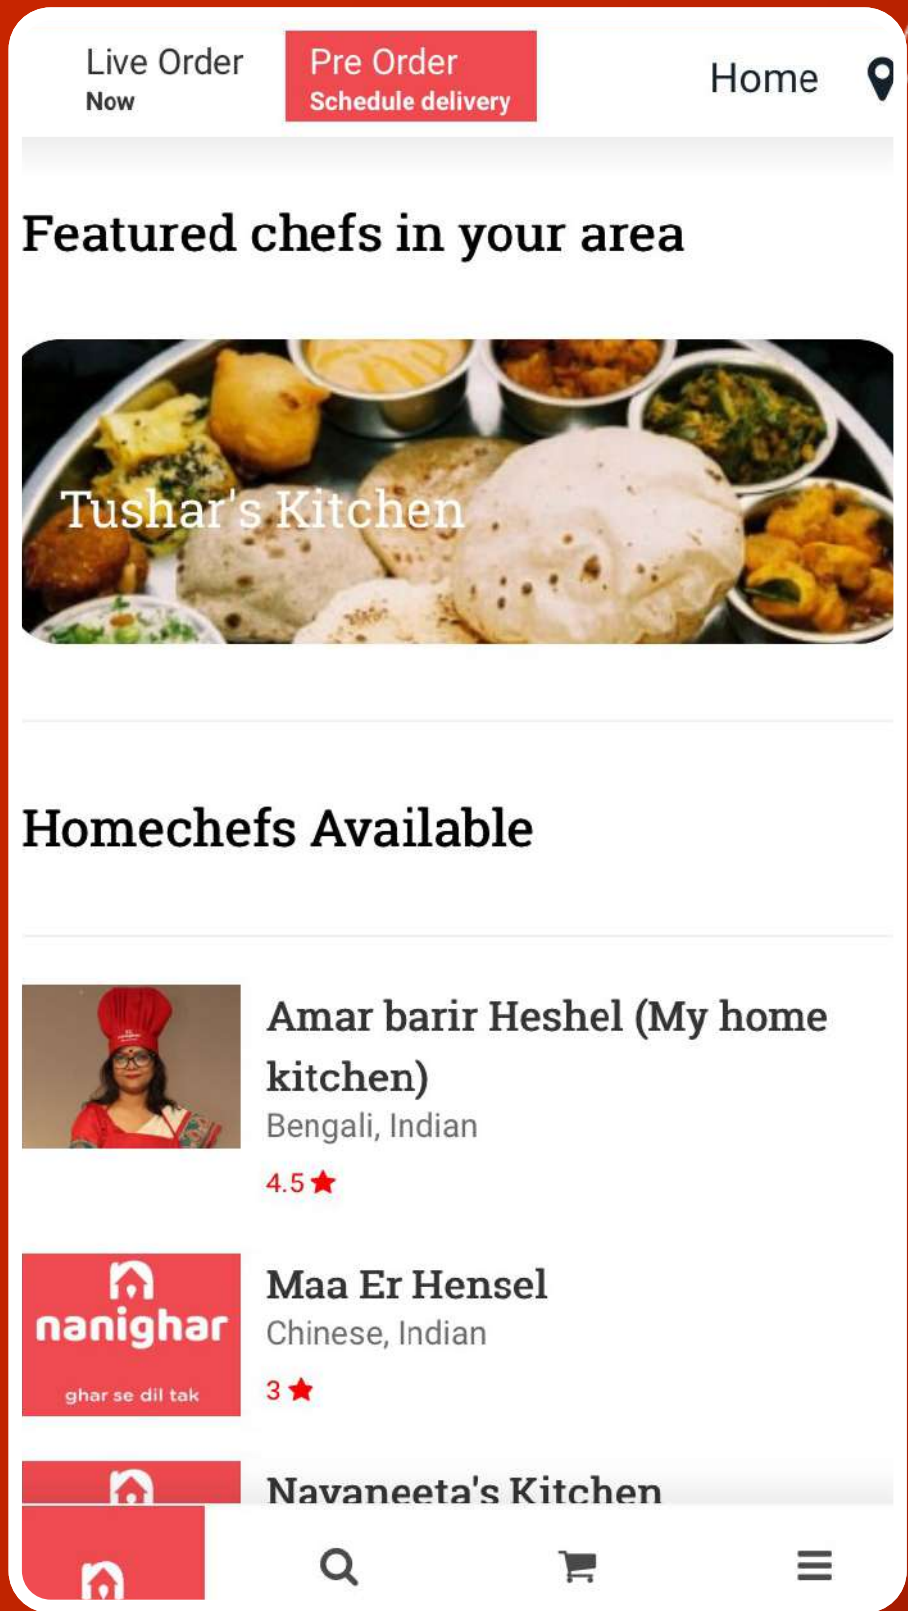 Live Order
Now
Pre Order
Schedule delivery
Home
Featured chefs in your area
Tushar's Kitchen
Homechefs Available
Amar barir Heshel (My home
kitchen)
Bengali, Indian
4.5
nanighar
ghar se dil tak
Maa Er Hensel
Chinese, Indian
3
Navaneeta's Kitchen